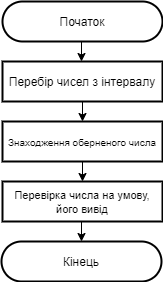 Початок
Перебір чисел з інтервалу
Знаходження оберненого числа
Перевірка числа на умову,
його вивід
Кінець